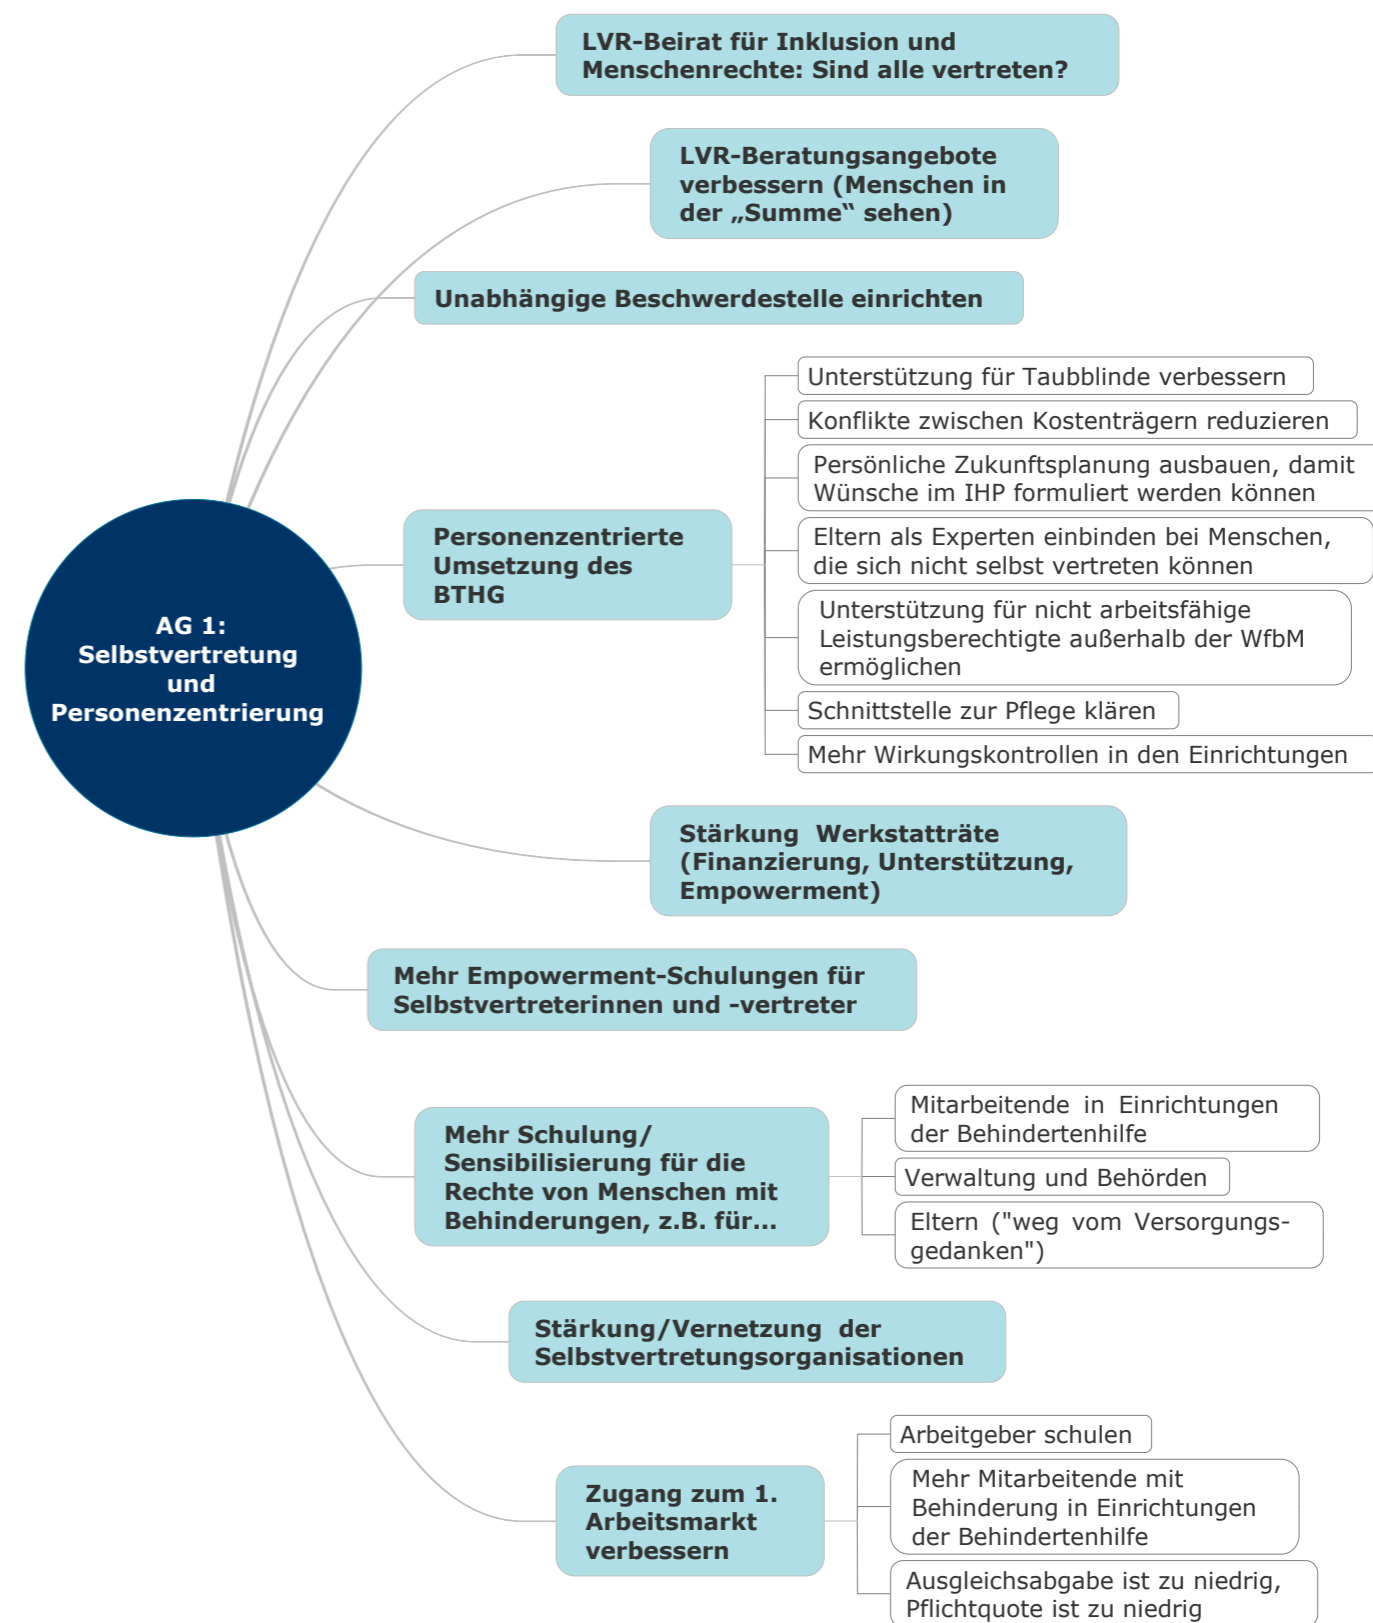 LVR-Beirat für Inklusion und
Menschenrechte: Sind alle vertreten?
LVR-Beratungsangebote
verbessern (Menschen in
der „Summe“ sehen)
Unabhängige Beschwerdestelle einrichten
AG 1:
Selbstvertretung
und
Personenzentrierung
Personenzentrierte
Umsetzung des
BTHG
Unterstützung für Taubblinde verbessern
Konflikte zwischen Kostenträgern reduzieren
Persönliche Zukunftsplanung ausbauen, damit
Wünsche im IHP formuliert werden können
Eltern als Experten einbinden bei Menschen,
die sich nicht selbst vertreten können
Unterstützung für nicht arbeitsfähige
Leistungsberechtigte außerhalb der WfbM
ermöglichen
Schnittstelle zur Pflege klären
Mehr Wirkungskontrollen in den Einrichtungen
Stärkung Werkstatträte
(Finanzierung, Unterstützung,
Empowerment)
Mehr Empowerment-Schulungen für
Selbstvertreterinnen und -vertreter
Mehr Schulung/
Sensibilisierung für die
Rechte von Menschen mit
Behinderungen, z.B. für...
Mitarbeitende in Einrichtungen
der Behindertenhilfe
Verwaltung und Behörden
Eltern ("weg vom Versorgungs-
gedanken")
Stärkung/Vernetzung der
Selbstvertretungsorganisationen
Zugang zum 1.
Arbeitsmarkt
verbessern
Arbeitgeber schulen
Mehr Mitarbeitende mit
Behinderung in Einrichtungen
der Behindertenhilfe
Ausgleichsabgabe ist zu niedrig,
Pflichtquote ist zu niedrig